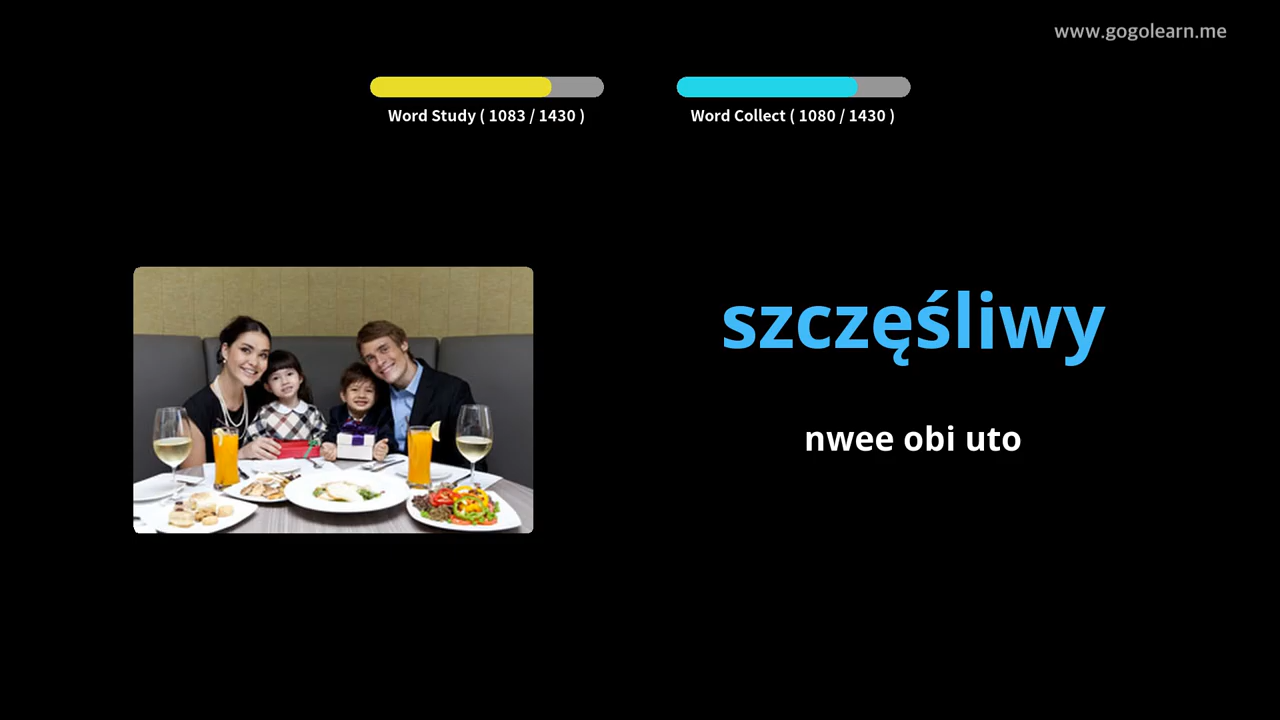 www.gogolearn.me
Word Study ( 1083 / 1430 )
Word Collect ( 1080 / 1430 )
szczęśliwy
nwee obi uto